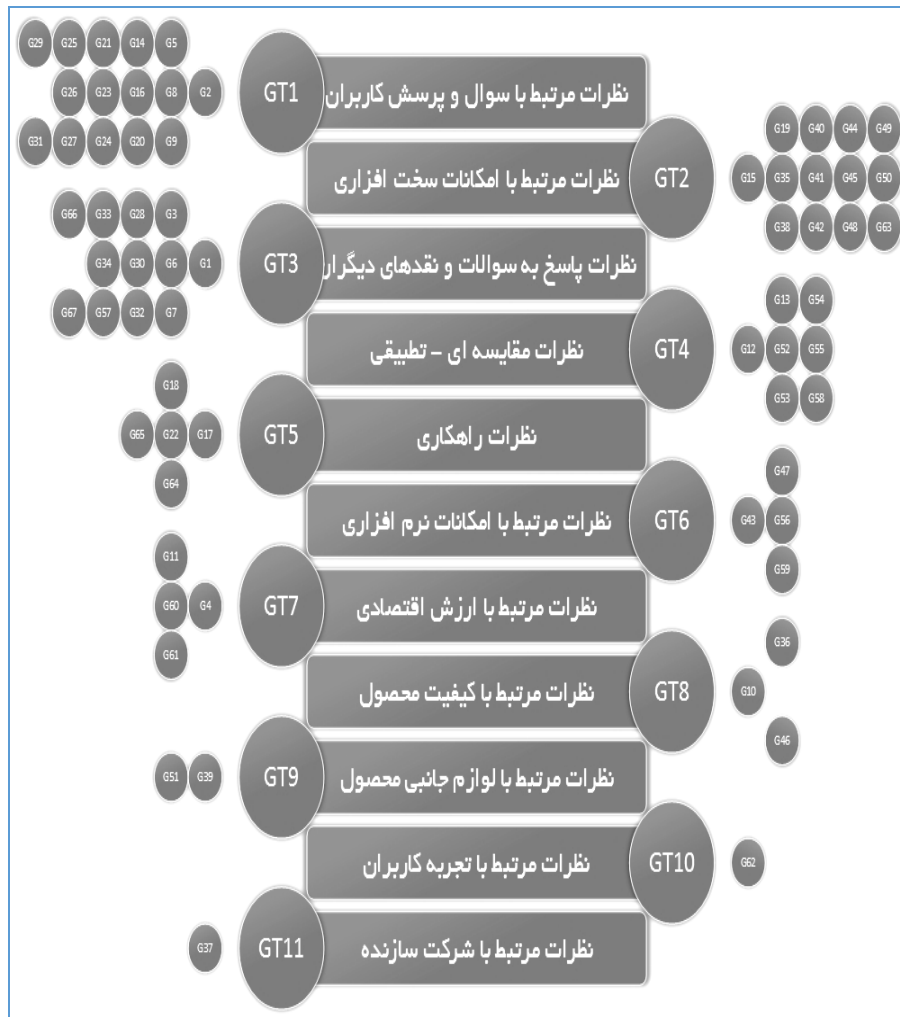 G29 G25 G21 G14 G5
G26 G23 G16 G8 G2
G31 G27 G24 G20 G9
GT1 نظرات مرتبط با سوال و پرسش کاربران
G19 G40 G44 G49
G15 G35 G41 G45 G50
G38 G42 G48 G63
نظرات مرتبط با امکانات سخت افزاری GT2
G66 G33 G28 G3
G34 G30 G6 G1
G67 G57 G32 G7
GT3 نظرات پاسخ به سوالات و نقدهای دیگران
G13 G54
G12 G52 G55
G53 G58
نظرات مقایسه ای – تطبیقی GT4
G18
G65 G22 G17
G64
GT5 نظرات راهکاری
G47
G43 G56
G59
نظرات مرتبط با امکانات نرم افزاری GT6
G11
G60 G4
G61
GT7 نظرات مرتبط با ارزش اقتصادی
G36
G10
G46
نظرات مرتبط با کیفیت محصول GT8
G51 G39
GT9 نظرات مرتبط با لوازم جانبی محصول
نظرات مرتبط با تجربه کاربران GT10
G62
G37
GT11 نظرات مرتبط با شرکت سازنده